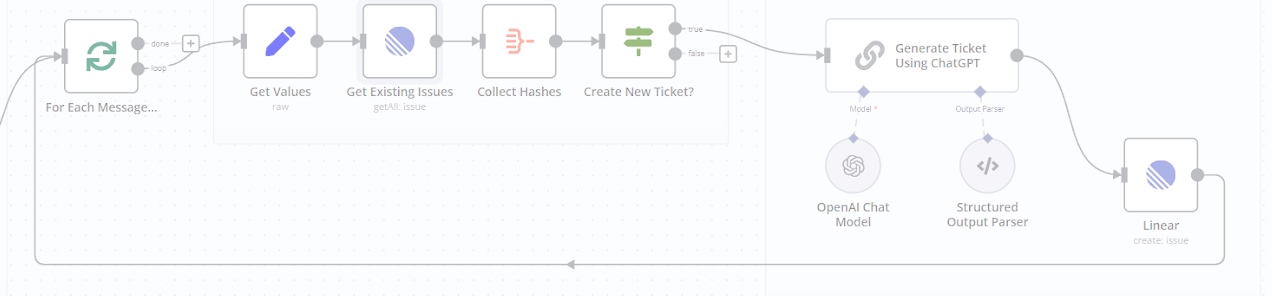 done
loop
For Each Message...
Get Values
raw
Get Existing Issues
getAll: issue
Collect Hashes
true
false
Create New Ticket?
Generate Ticket
Using ChatGPT
Model *
Output Parser
OpenAI Chat
Model
Structured
Output Parser
Linear
create: issue